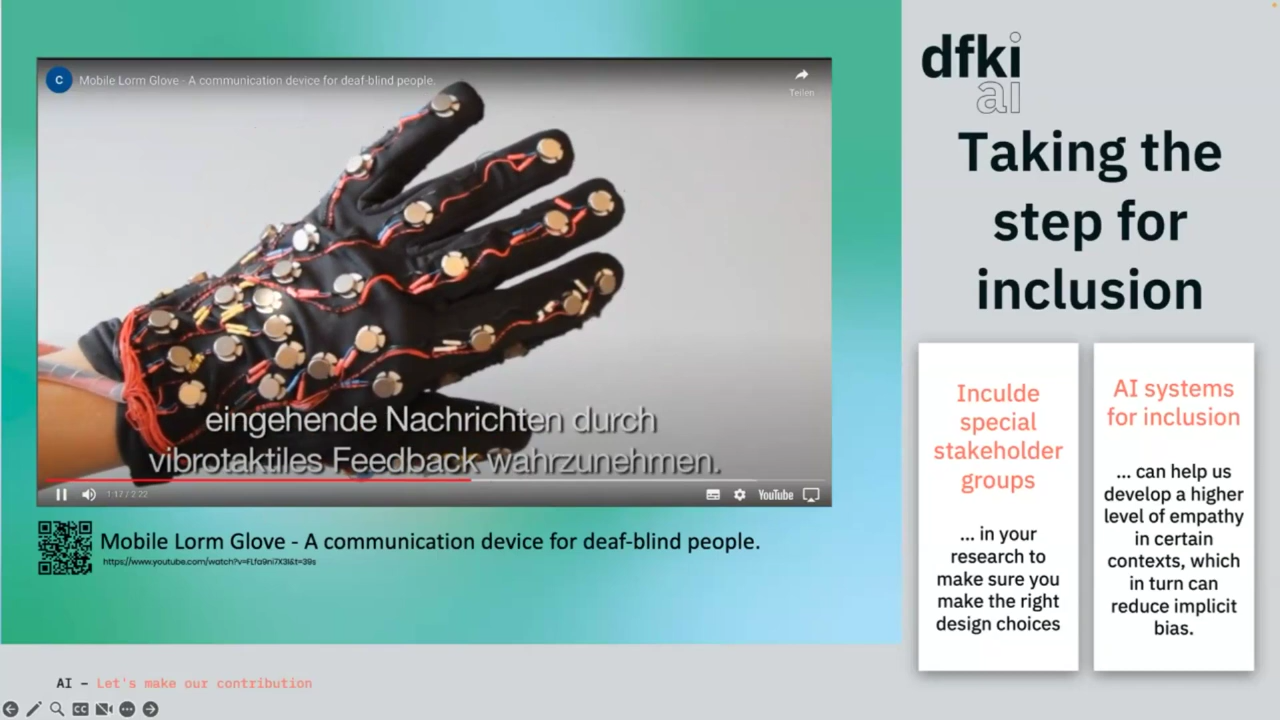 C
Mobile Lorm Glove - A communication device for deaf-blind people.
Teilen
eingehende Nachrichten durch
vibrotaktiles Feedback wahrzunehmen.
1:17 / 2:22
YouTube
Mobile Lorm Glove - A communication device for deaf-blind people.
https://www.youtube.com/watch?v=FLfa9ni7X3I&t=39s
dfki
ai
Taking the
step for
inclusion
Inculde
special
stakeholder
groups
... in your
research to
make sure you
make the right
design choices
AI systems
for inclusion
... can help us
develop a higher
level of empathy
in certain
contexts, which
in turn can
reduce implicit
bias.
AI – Let's make our contribution
CC